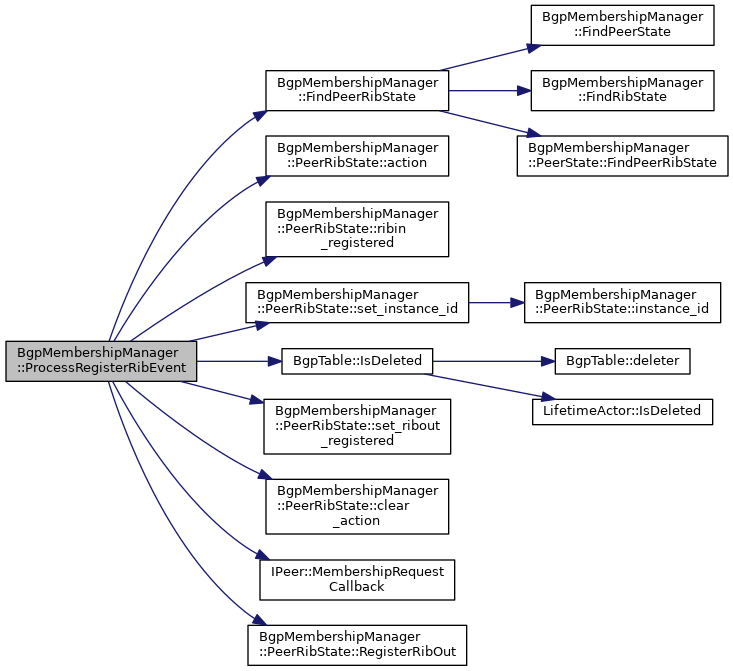 BgpMembershipManager
::ProcessRegisterRibEvent
BgpMembershipManager
::FindPeerRibState
BgpMembershipManager
::FindPeerState
BgpMembershipManager
::FindRibState
BgpMembershipManager
::PeerState::FindPeerRibState
BgpMembershipManager
::PeerRibState::action
BgpMembershipManager
::PeerRibState::ribin
_registered
BgpMembershipManager
::PeerRibState::set_instance_id
BgpMembershipManager
::PeerRibState::instance_id
BgpTable::IsDeleted
BgpTable::deleter
LifetimeActor::IsDeleted
BgpMembershipManager
::PeerRibState::set_ribout
_registered
BgpMembershipManager
::PeerRibState::clear
_action
IPeer::MembershipRequest
Callback
BgpMembershipManager
::PeerRibState::RegisterRibOut